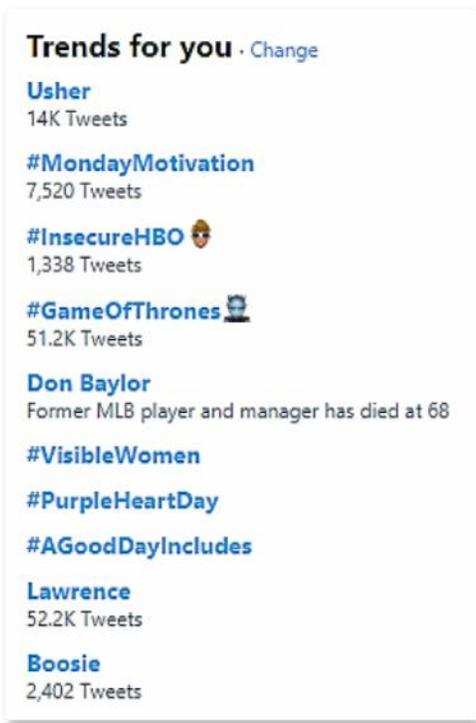 Trends for you · Change
Usher
14K Tweets
#MondayMotivation
7,520 Tweets
#InsecureHBO
1,338 Tweets
#GameOfThrones
51.2K Tweets
Don Baylor
Former MLB player and manager has died at 68
#VisibleWomen
#PurpleHeartDay
#AGoodDayIncludes
Lawrence
52.2K Tweets
Boosie
2,402 Tweets